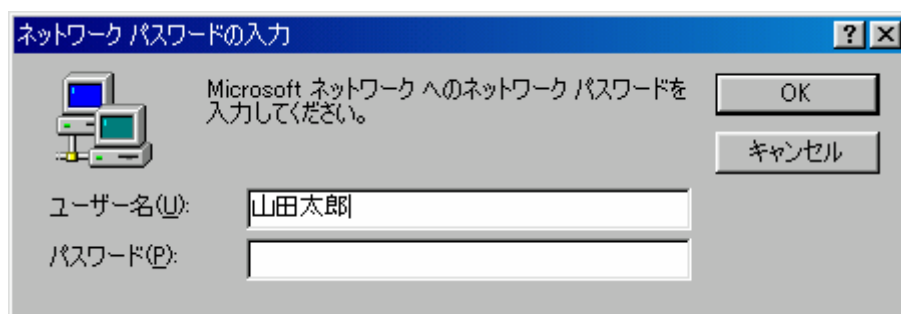 ネットワーク パスワードの入力
Microsoft ネットワーク へのネットワーク パスワードを
入力してください。
OK
キャンセル
ユーザー名(U):
山田太郎
パスワード(P):